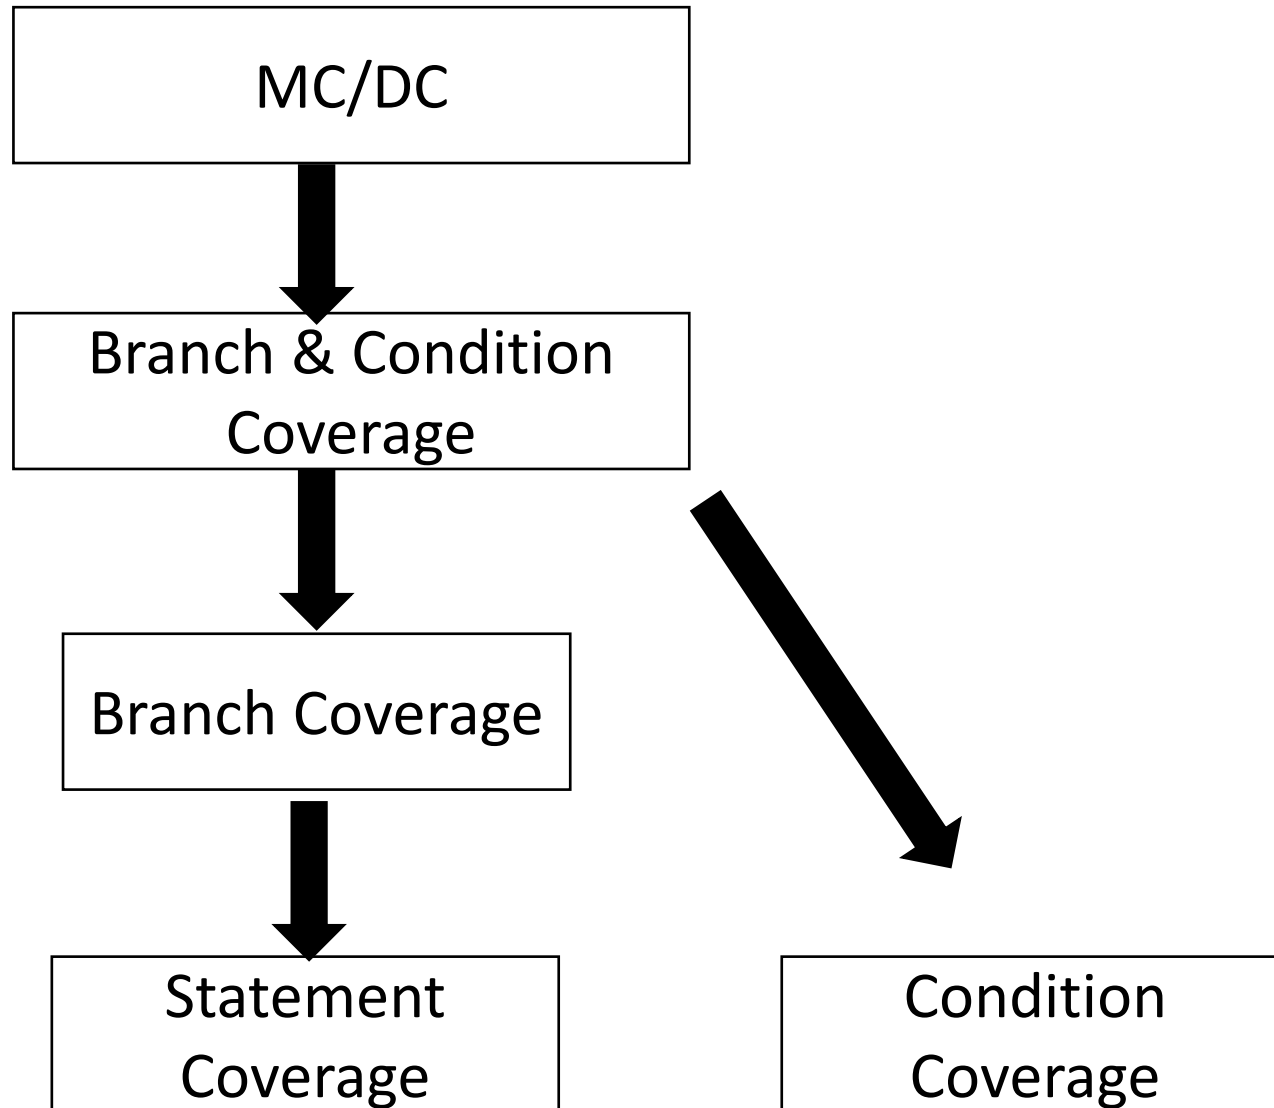 MC/DC
Branch & Condition
Coverage
Branch Coverage
Statement
Coverage
Condition
Coverage